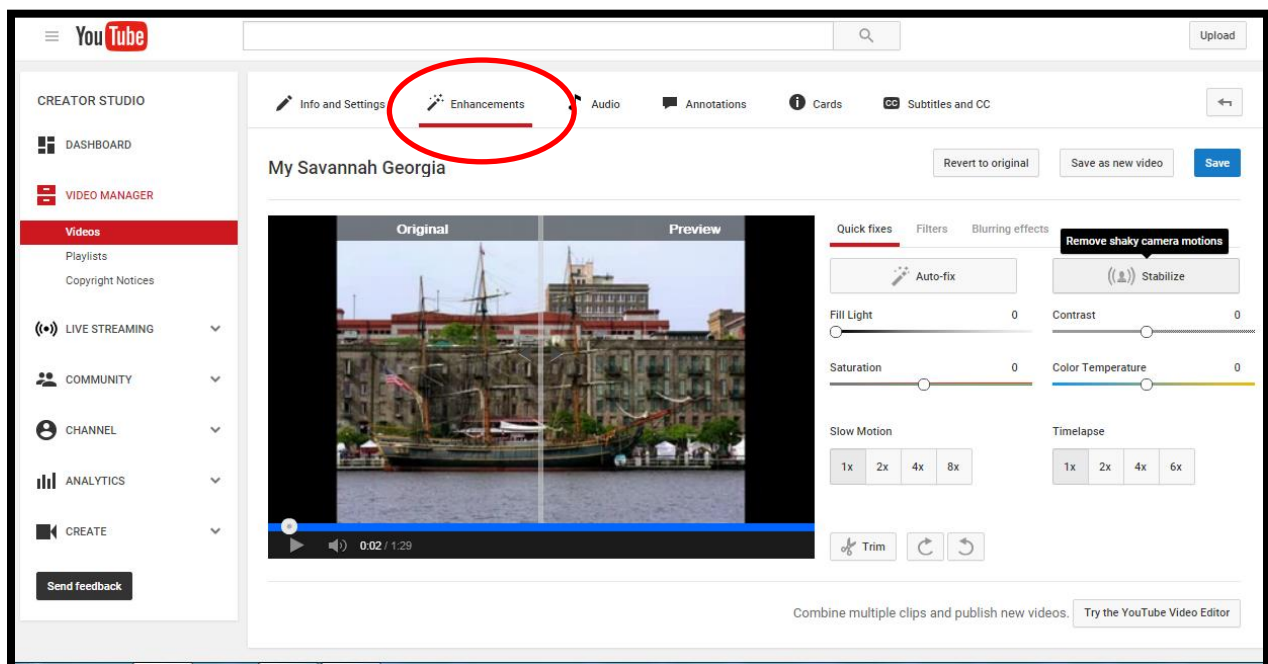 You Tube
Upload
CREATOR STUDIO
DASHBOARD
VIDEO MANAGER
Videos
Playlists
Copyright Notices
LIVE STREAMING
COMMUNITY
CHANNEL
ANALYTICS
CREATE
Send feedback
Info and Settings
Enhancements
Audio
Annotations
Cards
CC Subtitles and CC
My Savannah Georgia
Revert to original
Save as new video
Save
Original
Preview
0:02 / 1:29
Quick fixes
Filters
Blurring effects
Remove shaky camera motions
Auto-fix
Stabilize
Fill Light 0
Contrast 0
Saturation 0
Color Temperature 0
Slow Motion
1x 2x 4x 8x
Timelapse
1x 2x 4x 6x
Trim
Combine multiple clips and publish new videos.
Try the YouTube Video Editor